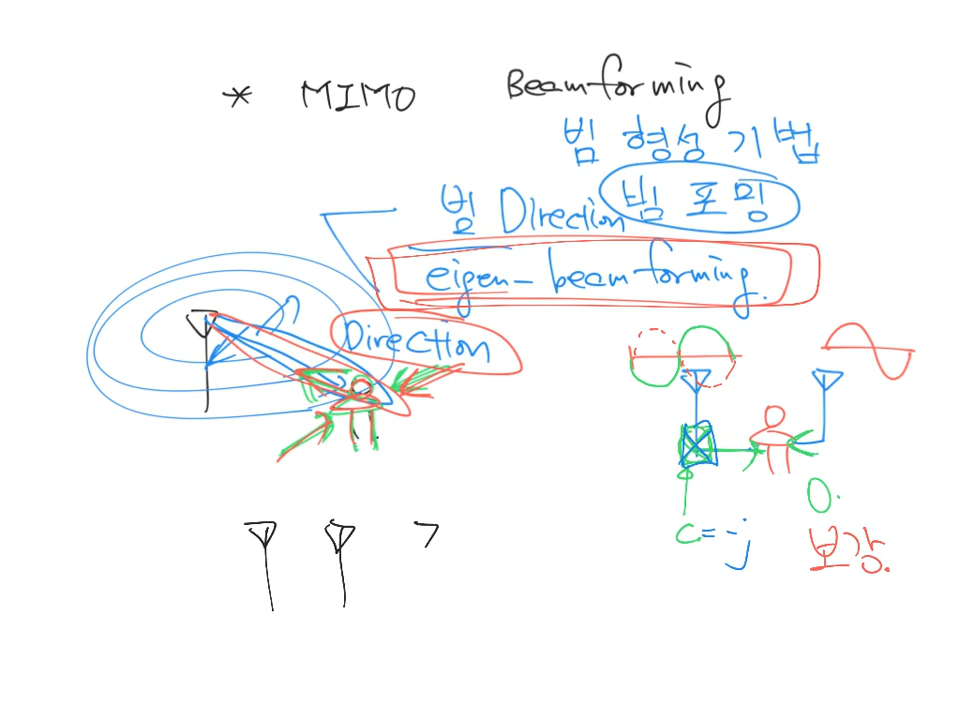 * MIMO Beamforming
빔 형성 기법
빔 Direction 빔 포밍
eigen-beamforming.
Direction
0.
c=-j
보강.